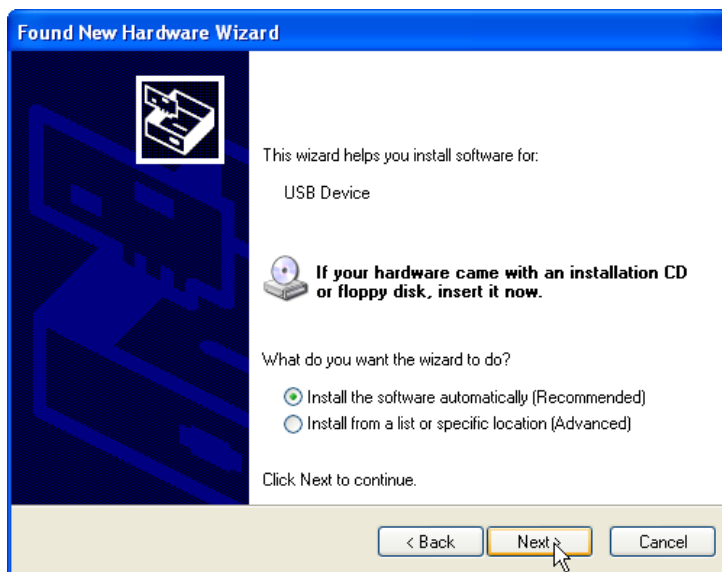 Found New Hardware Wizard
This wizard helps you install software for:
USB Device
If your hardware came with an installation CD
or floppy disk, insert it now.
What do you want the wizard to do?
Install the software automatically (Recommended)
Install from a list or specific location (Advanced)
Click Next to continue.
< Back
Next >
Cancel